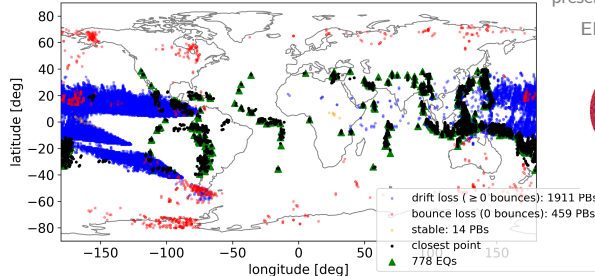 presen
El
80
60
40
20
0
−20
−40
−60
−80
latitude [deg]
−150 −100 −50 0 50 100 150
longitude [deg]
drift loss (≥0 bounces): 1911 PBs
bounce loss (0 bounces): 459 PBs
stable: 14 PBs
closest point
778 EQs